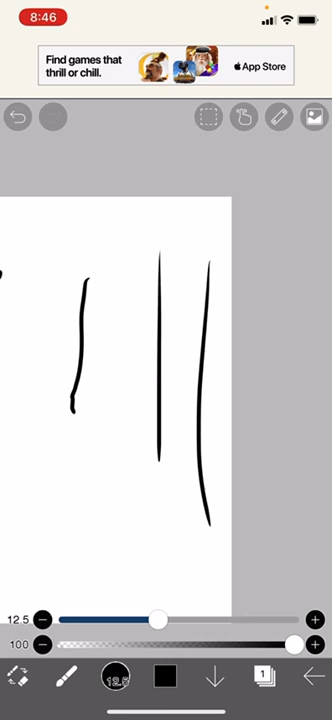 8:46
Find games that
thrill or chill.
App Store
12.5
100
12.5
1